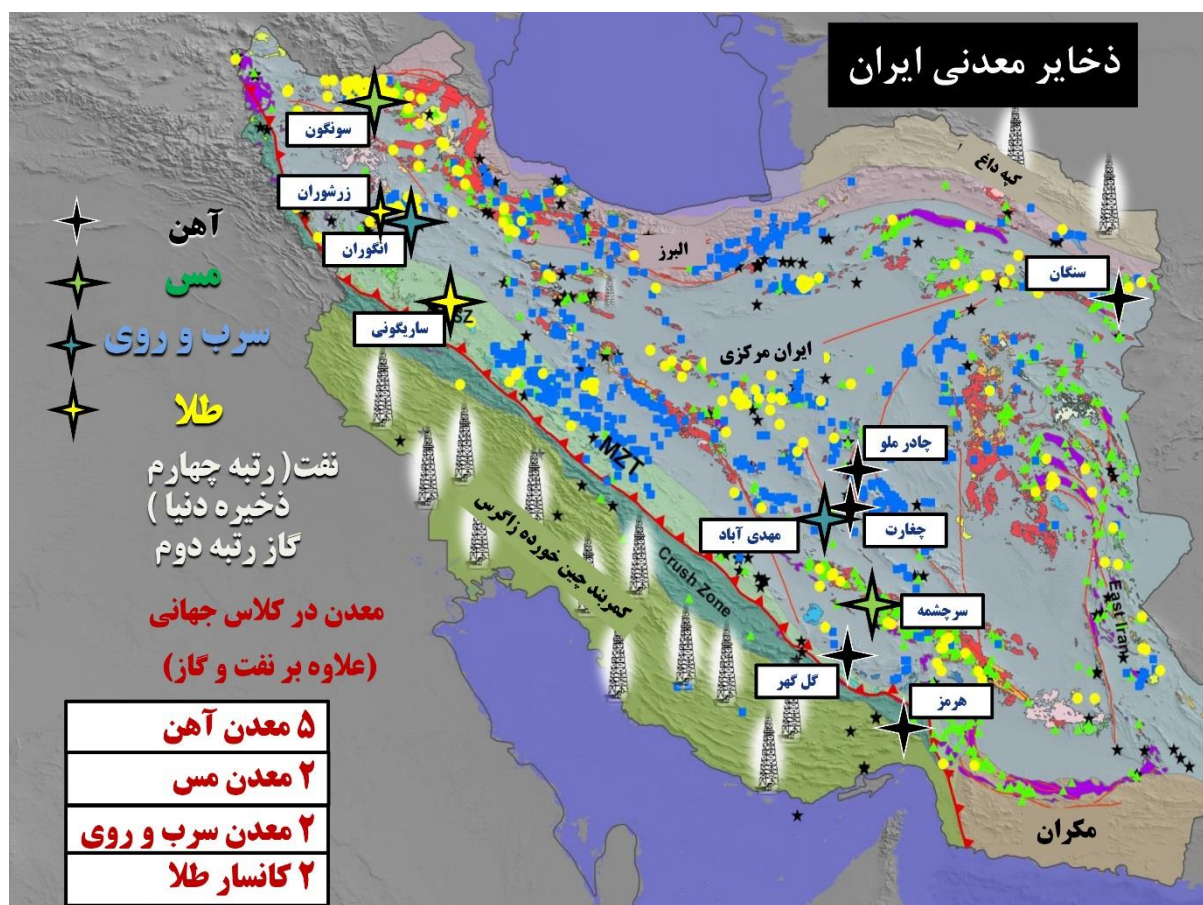 ذخایر معدنی ایران
کپه داغ
سونگون
زرشوران
انگوران
البرز
سنگان
ساریگونی
ایران مرکزی
آهن
مس
سرب و روی
طلا
نفت( رتبه چهارم
ذخیره دنیا )
گاز رتبه دوم
معدن در کلاس جهانی
(علاوه بر نفت و گاز)
MZT
چادر ملو
چغارت
مهدی آباد
Crush Zone
کمربند چین خورده زاگرس
سرچشمه
East Iran
گل گهر
هرمز
مکران
۵ معدن آهن
۲ معدن مس
۲ معدن سرب و روی
۲ کانسار طلا